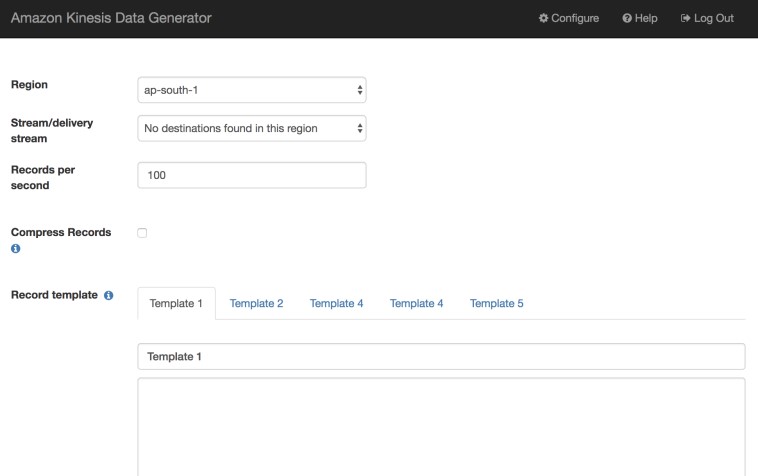 Amazon Kinesis Data Generator Configure Help Log Out
Region ap-south-1
Stream/delivery stream No destinations found in this region
Records per second 100
Compress Records
Record template Template 1 Template 2 Template 4 Template 4 Template 5
Template 1